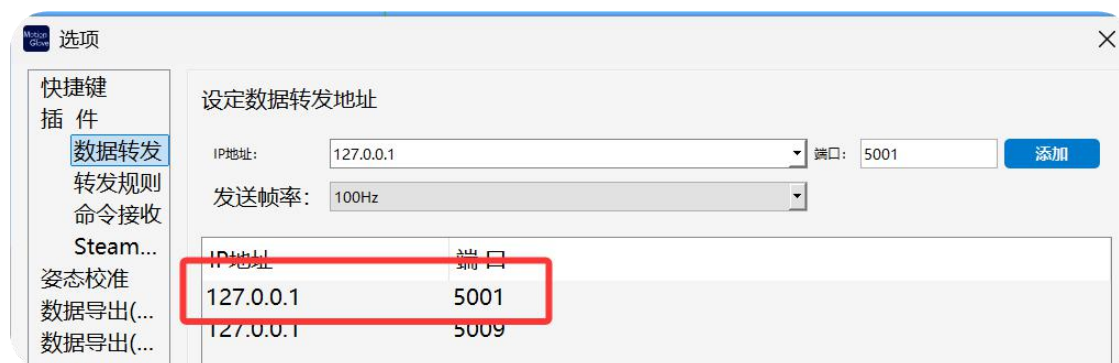 Motion Glove 选项
快捷键
插 件
数据转发
转发规则
命令接收
Steam...
姿态校准
数据导出(...
数据导出(...
设定数据转发地址
IP地址: 127.0.0.1 端口: 5001 添加
发送帧率: 100Hz
IP地址 端 口
127.0.0.1 5001
127.0.0.1 5009